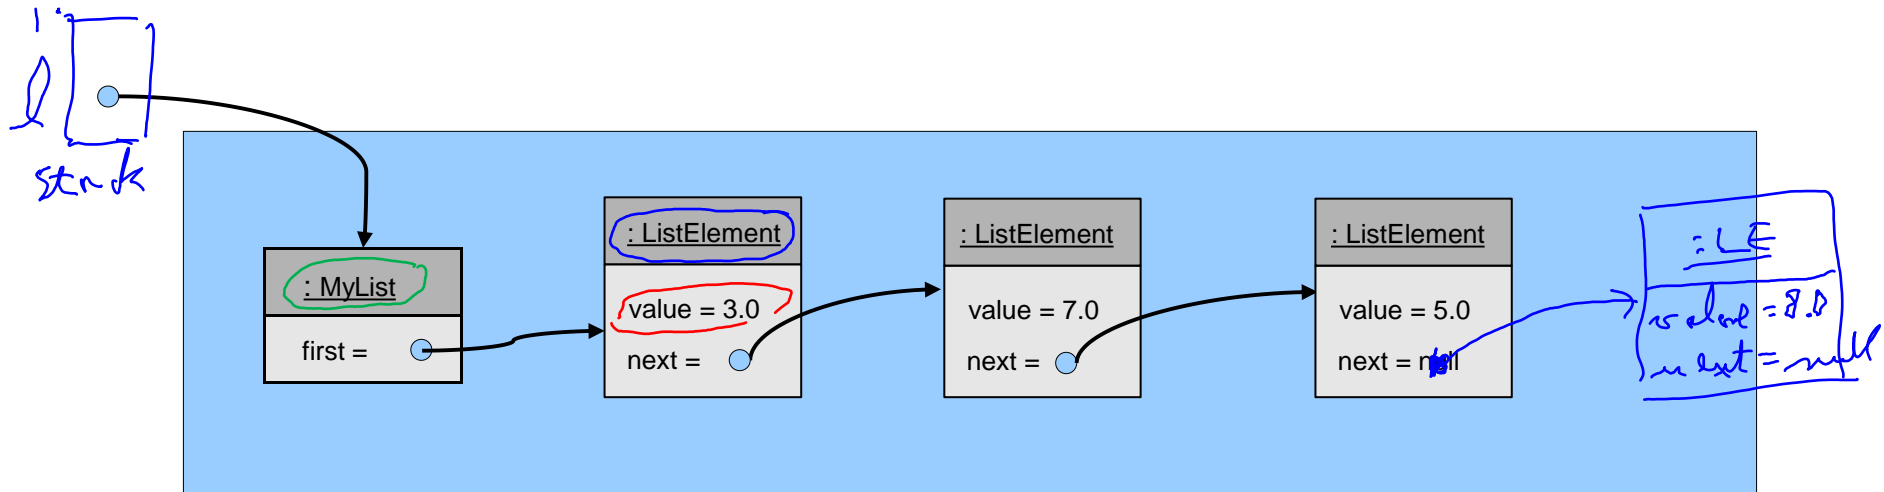 l
stack
: MyList
first =
: ListElement
value = 3.0
next =
: ListElement
value = 7.0
next =
: ListElement
value = 5.0
next = null
: LE
value = 8.0
next = null